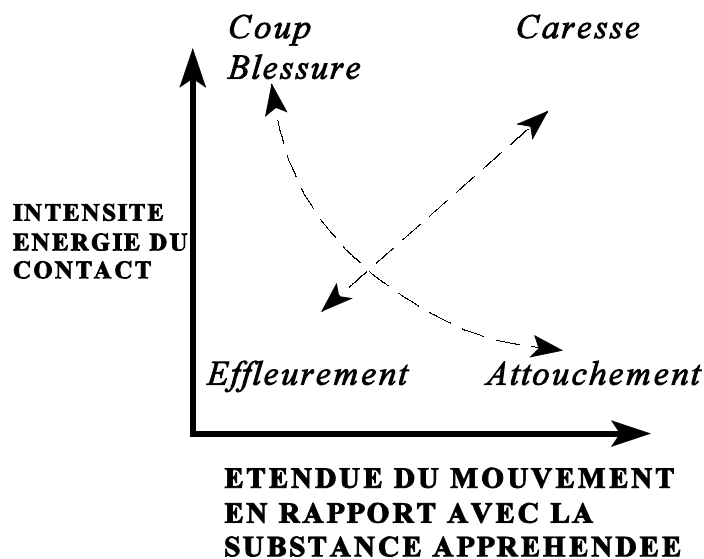 Coup
Blessure
Caresse
INTENSITE
ENERGIE DU
CONTACT
Effleurement
Attouchement
ETENDUE DU MOUVEMENT
EN RAPPORT AVEC LA
SUBSTANCE APPREHENDEE